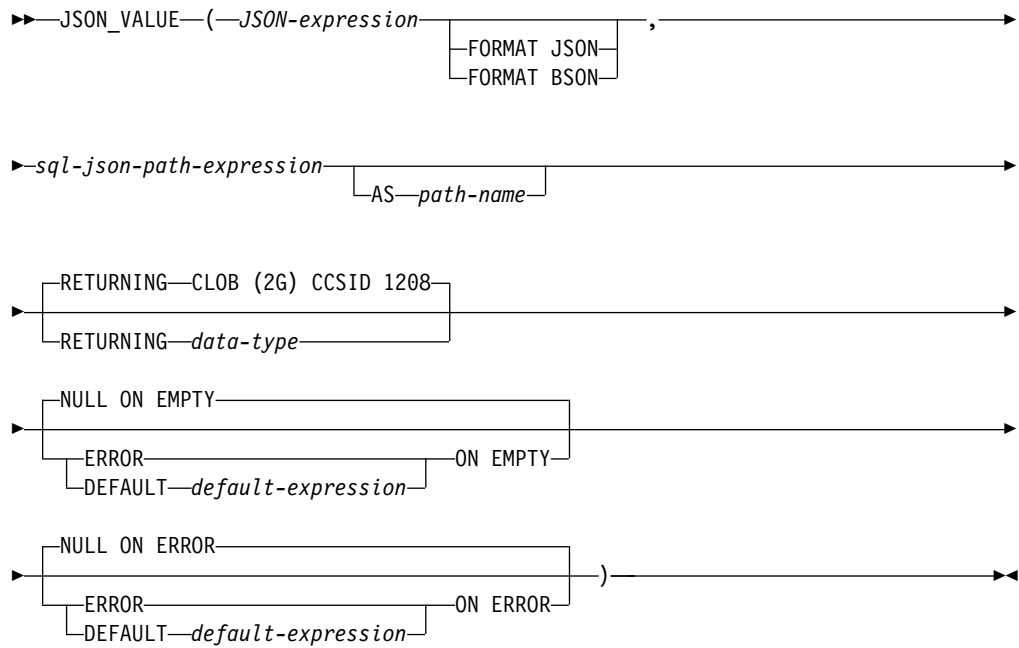 JSON_VALUE ( JSON-expression ,
FORMAT JSON
FORMAT BSON
sql-json-path-expression
AS path-name
RETURNING CLOB (2G) CCSID 1208
RETURNING data-type
NULL ON EMPTY
ERROR ON EMPTY
DEFAULT default-expression
NULL ON ERROR
)
ERROR ON ERROR
DEFAULT default-expression